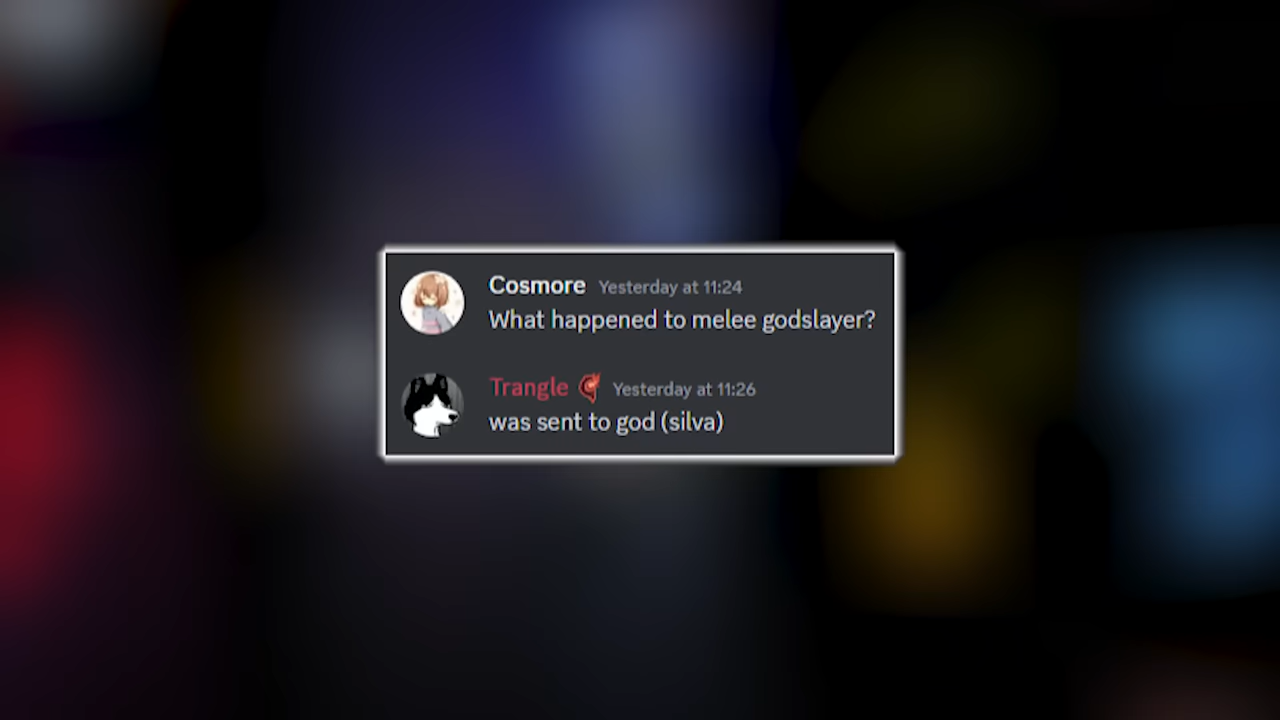 Cosmore Yesterday at 11:24
What happened to melee godslayer?
Trangle Yesterday at 11:26
was sent to god (silva)